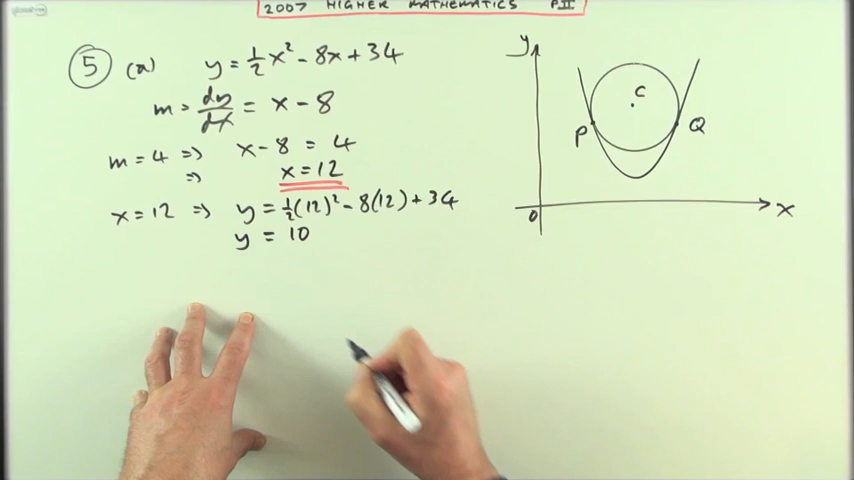 2007 HIGHER MATHEMATICS PII
5 (a) y = ½x² - 8x + 34
m = dy/dx = x - 8
m = 4 => x - 8 = 4
=> x = 12
x = 12 => y = ½(12)² - 8(12) + 34
y = 10
y
C
P
Q
0
x